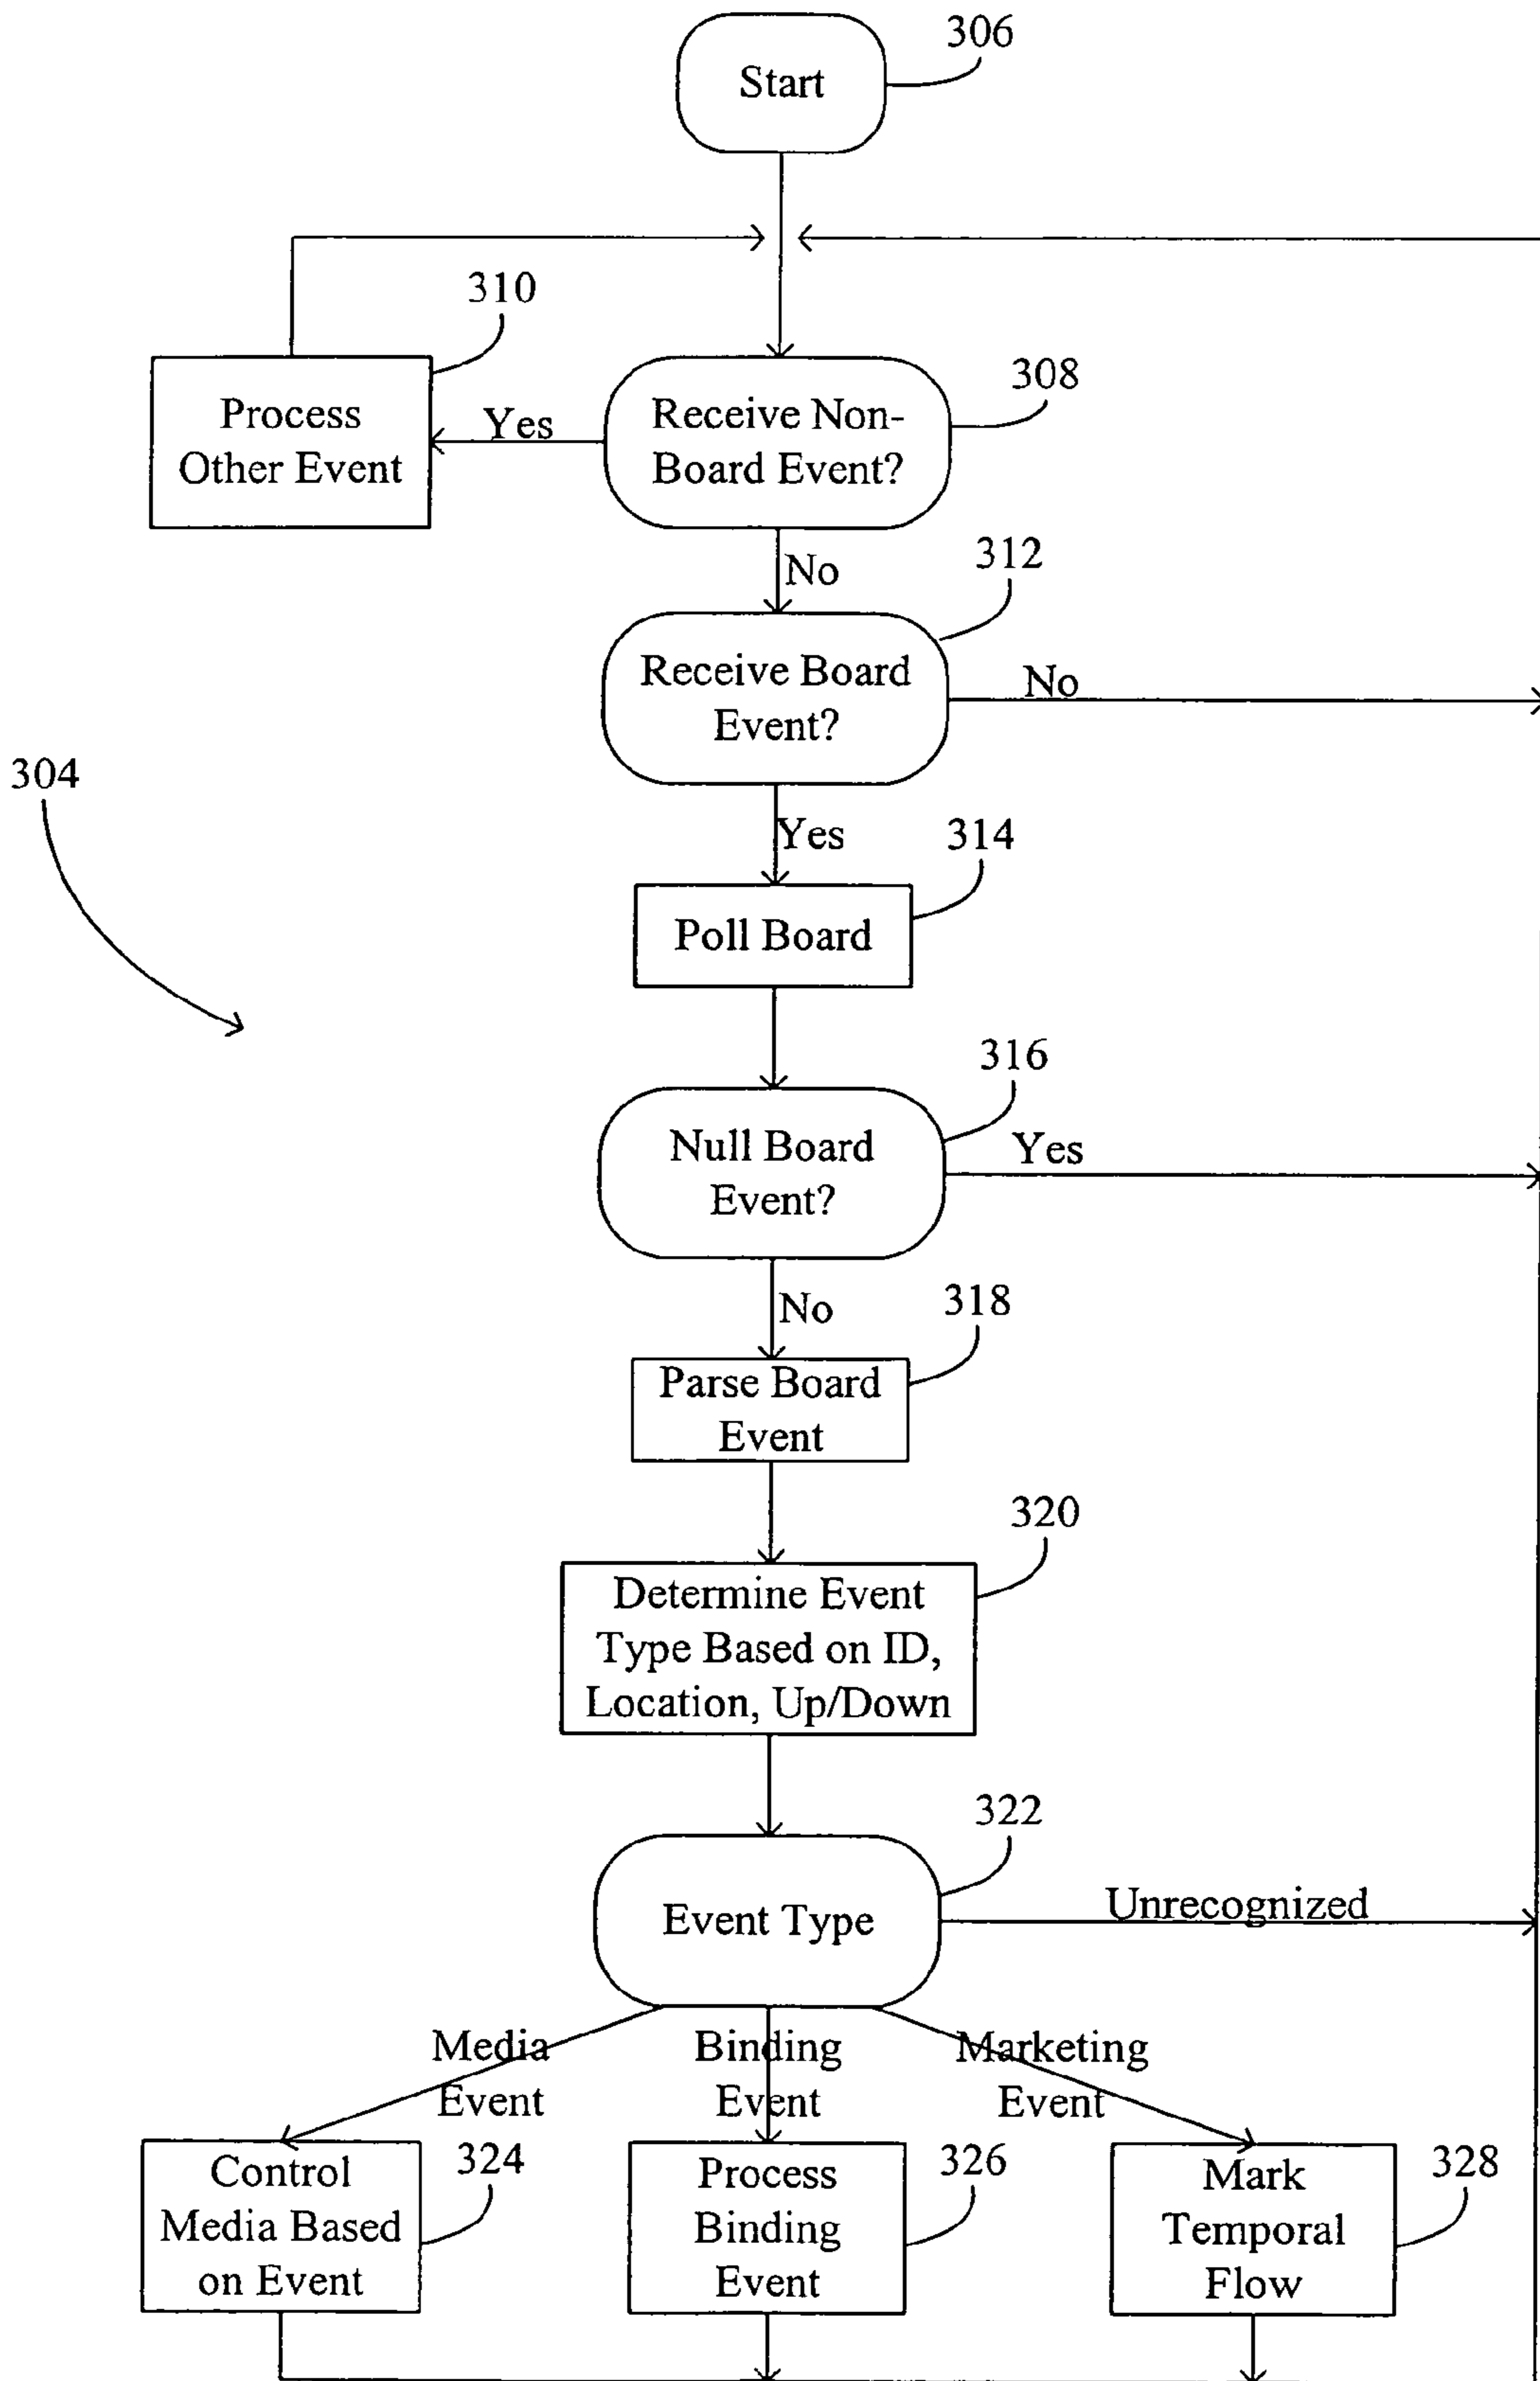 306
Start
310
308
Process
Other Event
Yes
Receive Non-
Board Event?
No
312
Receive Board
Event?
No
304
Yes
314
Poll Board
316
Null Board
Event?
Yes
No
318
Parse Board
Event
320
Determine Event
Type Based on ID,
Location, Up/Down
322
Event Type
Unrecognized
Media
Event
Binding
Event
Marketing
Event
324
Control
Media Based
on Event
326
Process
Binding
Event
328
Mark
Temporal
Flow